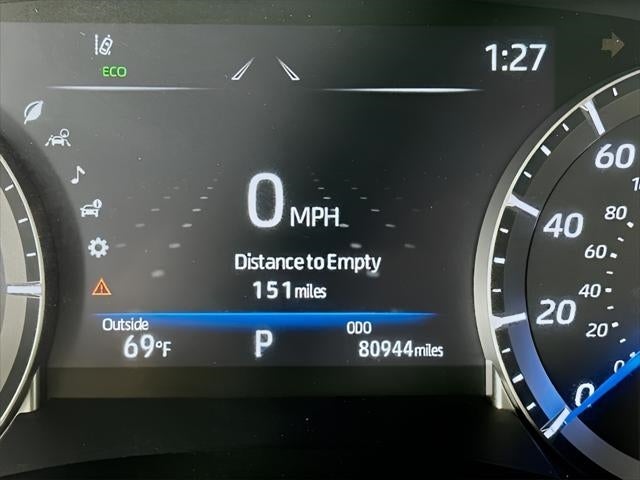 1:27
ECO
0 MPH
Distance to Empty
151 miles
Outside
69°F
P
ODO
80944 miles
60
40
20
0
80
60
40
20